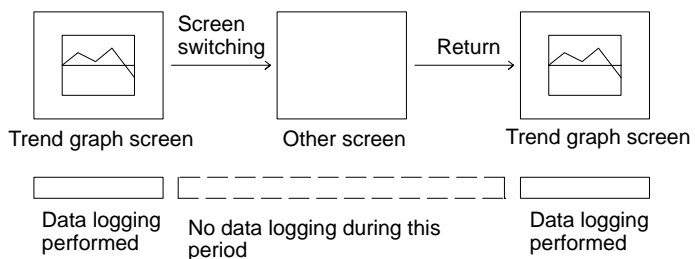 Screen
switching
Return
Trend graph screen
Other screen
Trend graph screen
Data logging
performed
No data logging during this
period
Data logging
performed